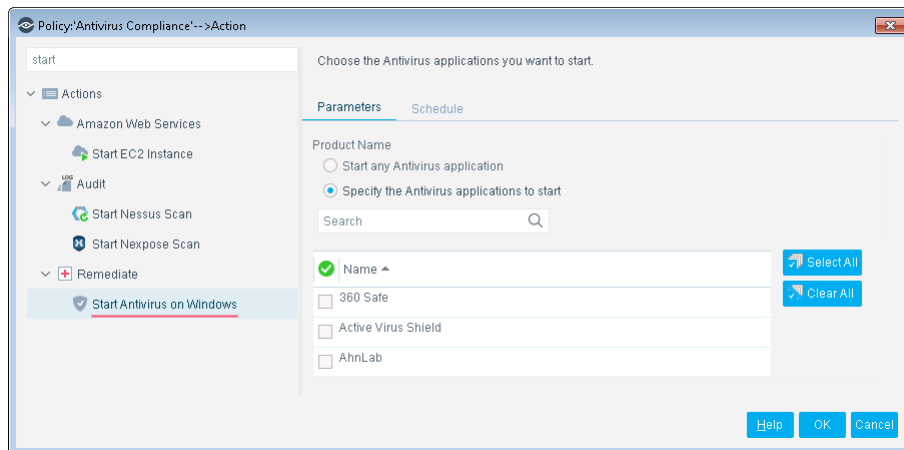 Policy:'Antivirus Compliance'-->Action
start
Actions
Amazon Web Services
Start EC2 Instance
LOG
Audit
Start Nessus Scan
Start Nexpose Scan
Remediate
Start Antivirus on Windows
Choose the Antivirus applications you want to start.
Parameters
Schedule
Product Name
Start any Antivirus application
Specify the Antivirus applications to start
Search
Name
Select All
360 Safe
Clear All
Active Virus Shield
AhnLab
Help
OK
Cancel